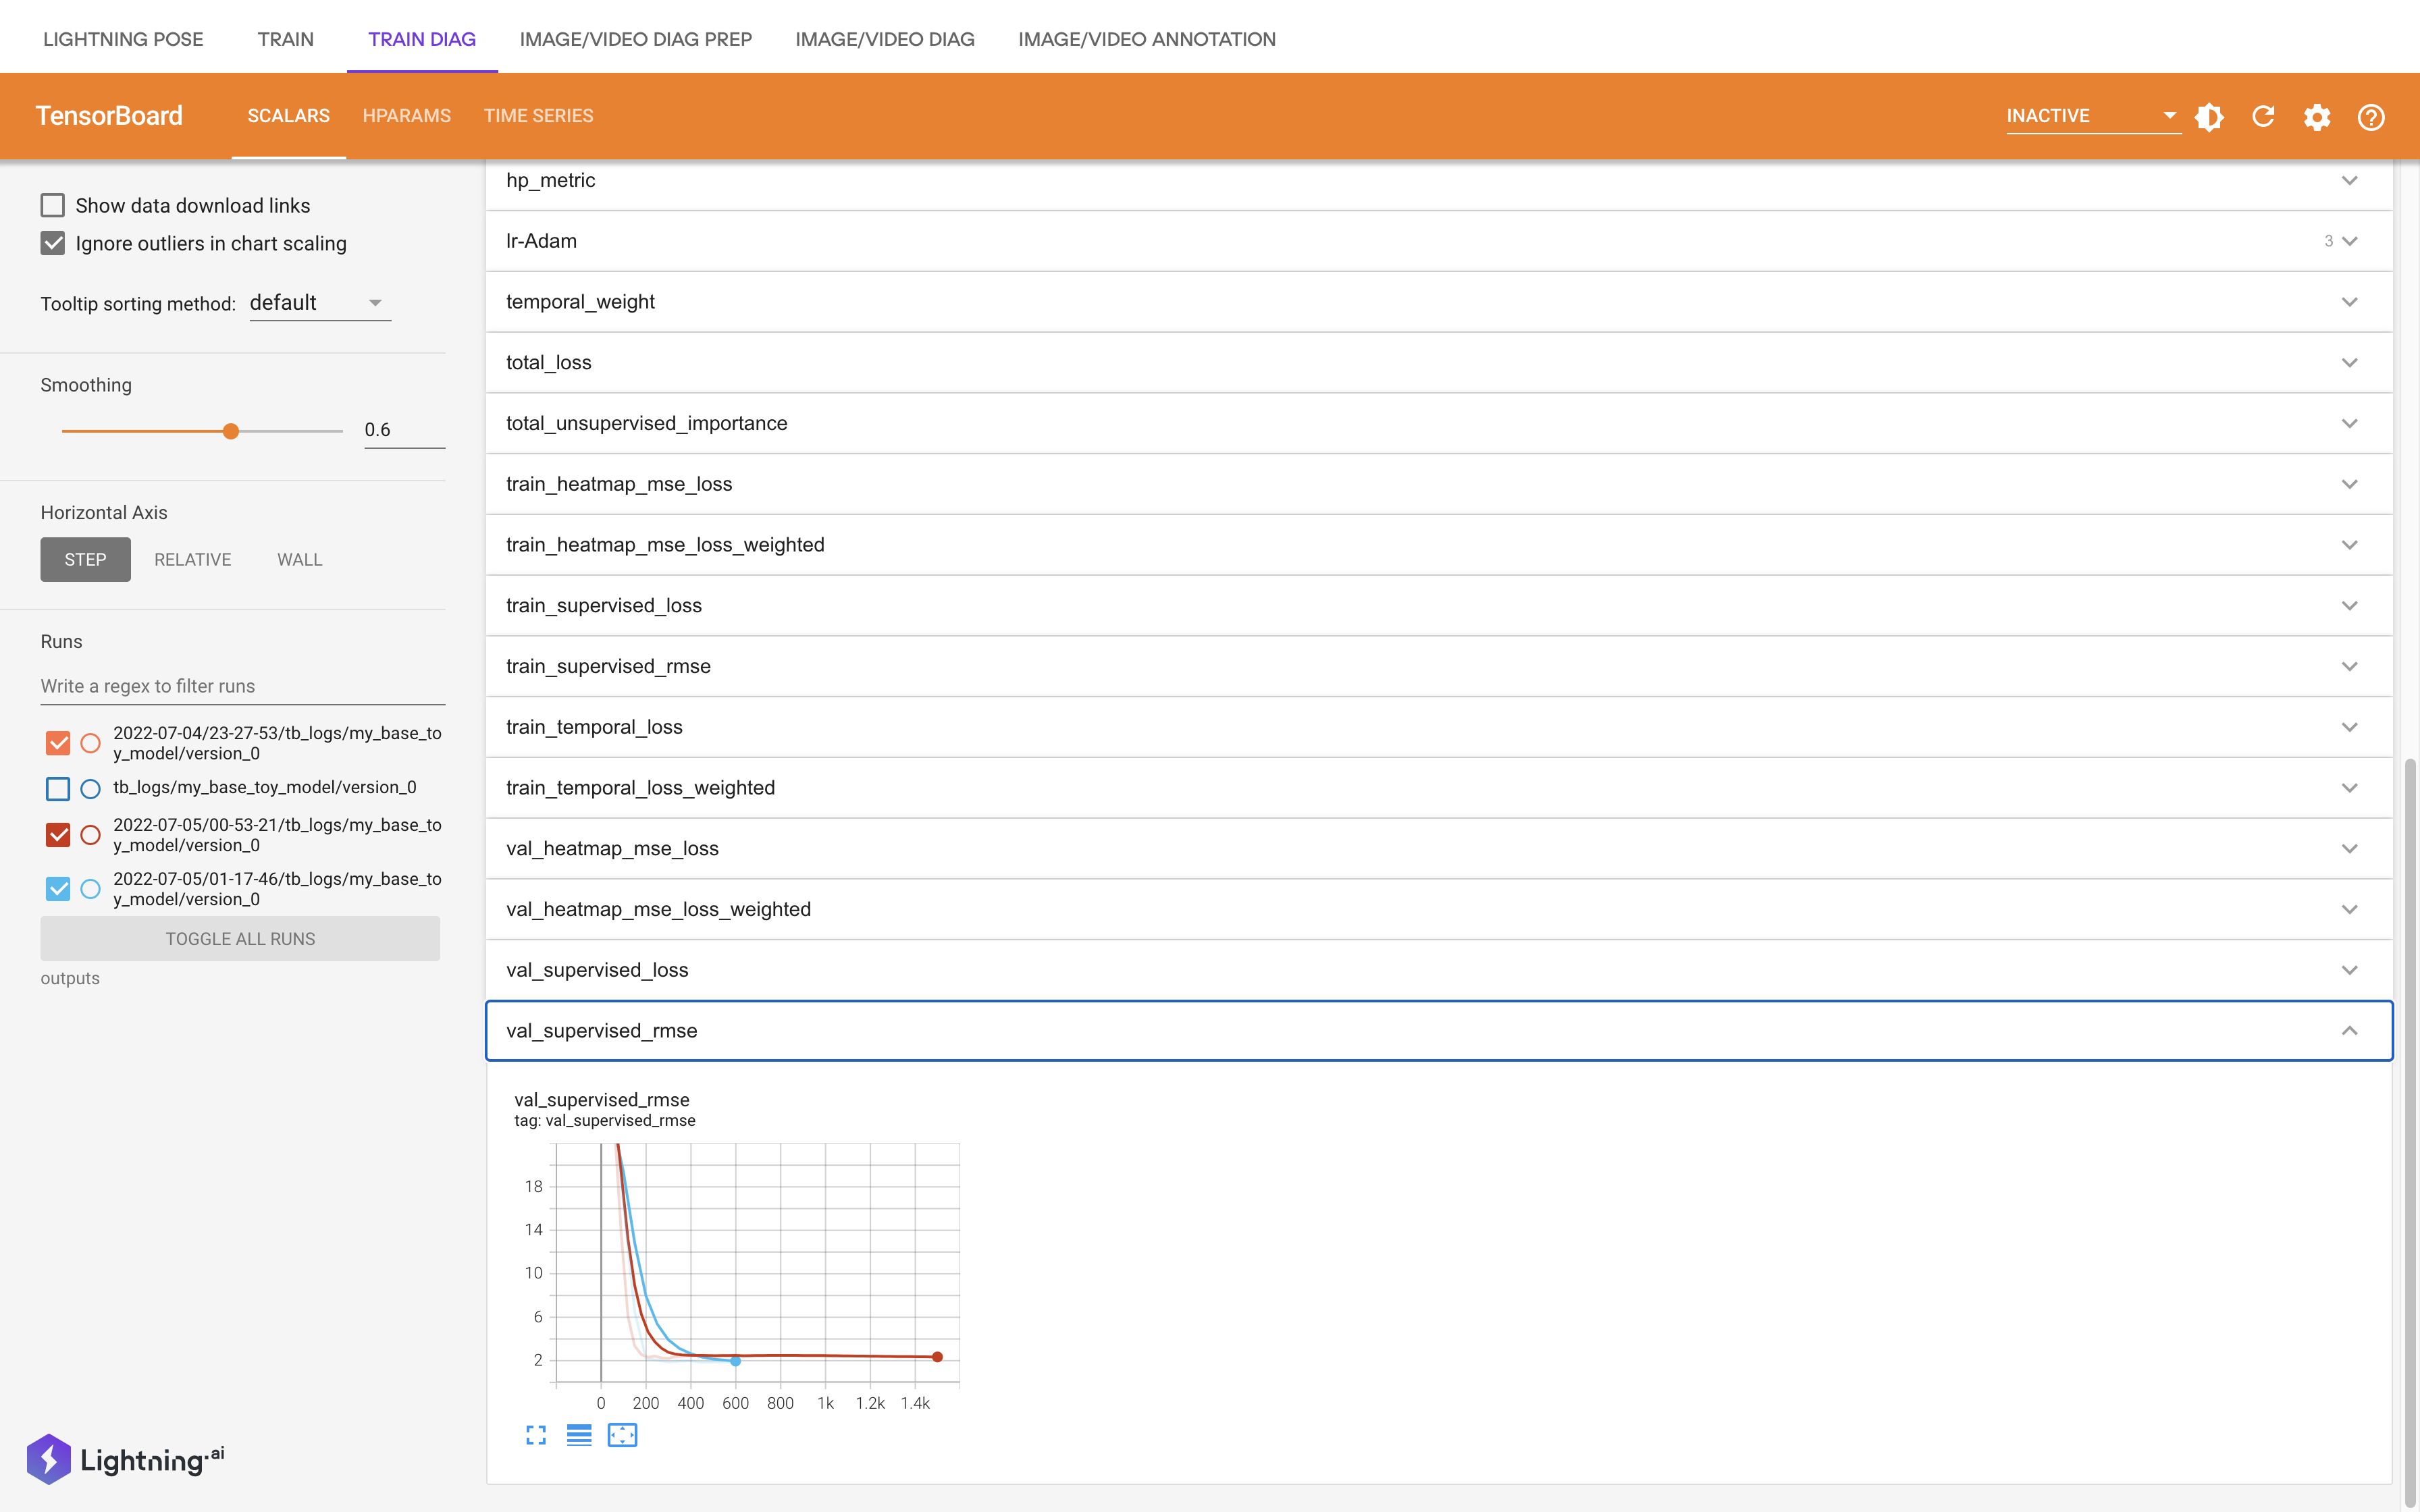 LIGHTNING POSE TRAIN TRAIN DIAG IMAGE/VIDEO DIAG PREP IMAGE/VIDEO DIAG IMAGE/VIDEO ANNOTATION
TensorBoard SCALARS HPARAMS TIME SERIES INACTIVE
Show data download links
Ignore outliers in chart scaling
Tooltip sorting method: default
Smoothing
0.6
Horizontal Axis
STEP RELATIVE WALL
Runs
Write a regex to filter runs
2022-07-04/23-27-53/tb_logs/my_base_to
y_model/version_0
tb_logs/my_base_toy_model/version_0
2022-07-05/00-53-21/tb_logs/my_base_to
y_model/version_0
2022-07-05/01-17-46/tb_logs/my_base_to
y_model/version_0
TOGGLE ALL RUNS
outputs
Lightning.ai
hp_metric
lr-Adam 3
temporal_weight
total_loss
total_unsupervised_importance
train_heatmap_mse_loss
train_heatmap_mse_loss_weighted
train_supervised_loss
train_supervised_rmse
train_temporal_loss
train_temporal_loss_weighted
val_heatmap_mse_loss
val_heatmap_mse_loss_weighted
val_supervised_loss
val_supervised_rmse
val_supervised_rmse
tag: val_supervised_rmse
18
14
10
6
2
0 200 400 600 800 1k 1.2k 1.4k